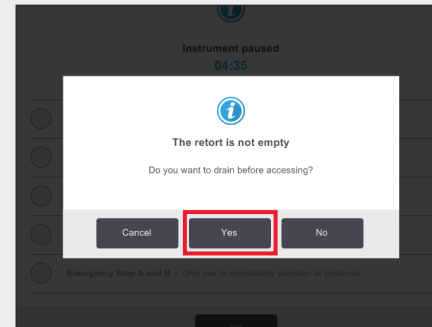 Instrument paused
04:35
The retort is not empty
Do you want to drain before accessing?
Cancel Yes No
Emergency Stop A and B - Only use to immediately abandon all protocols